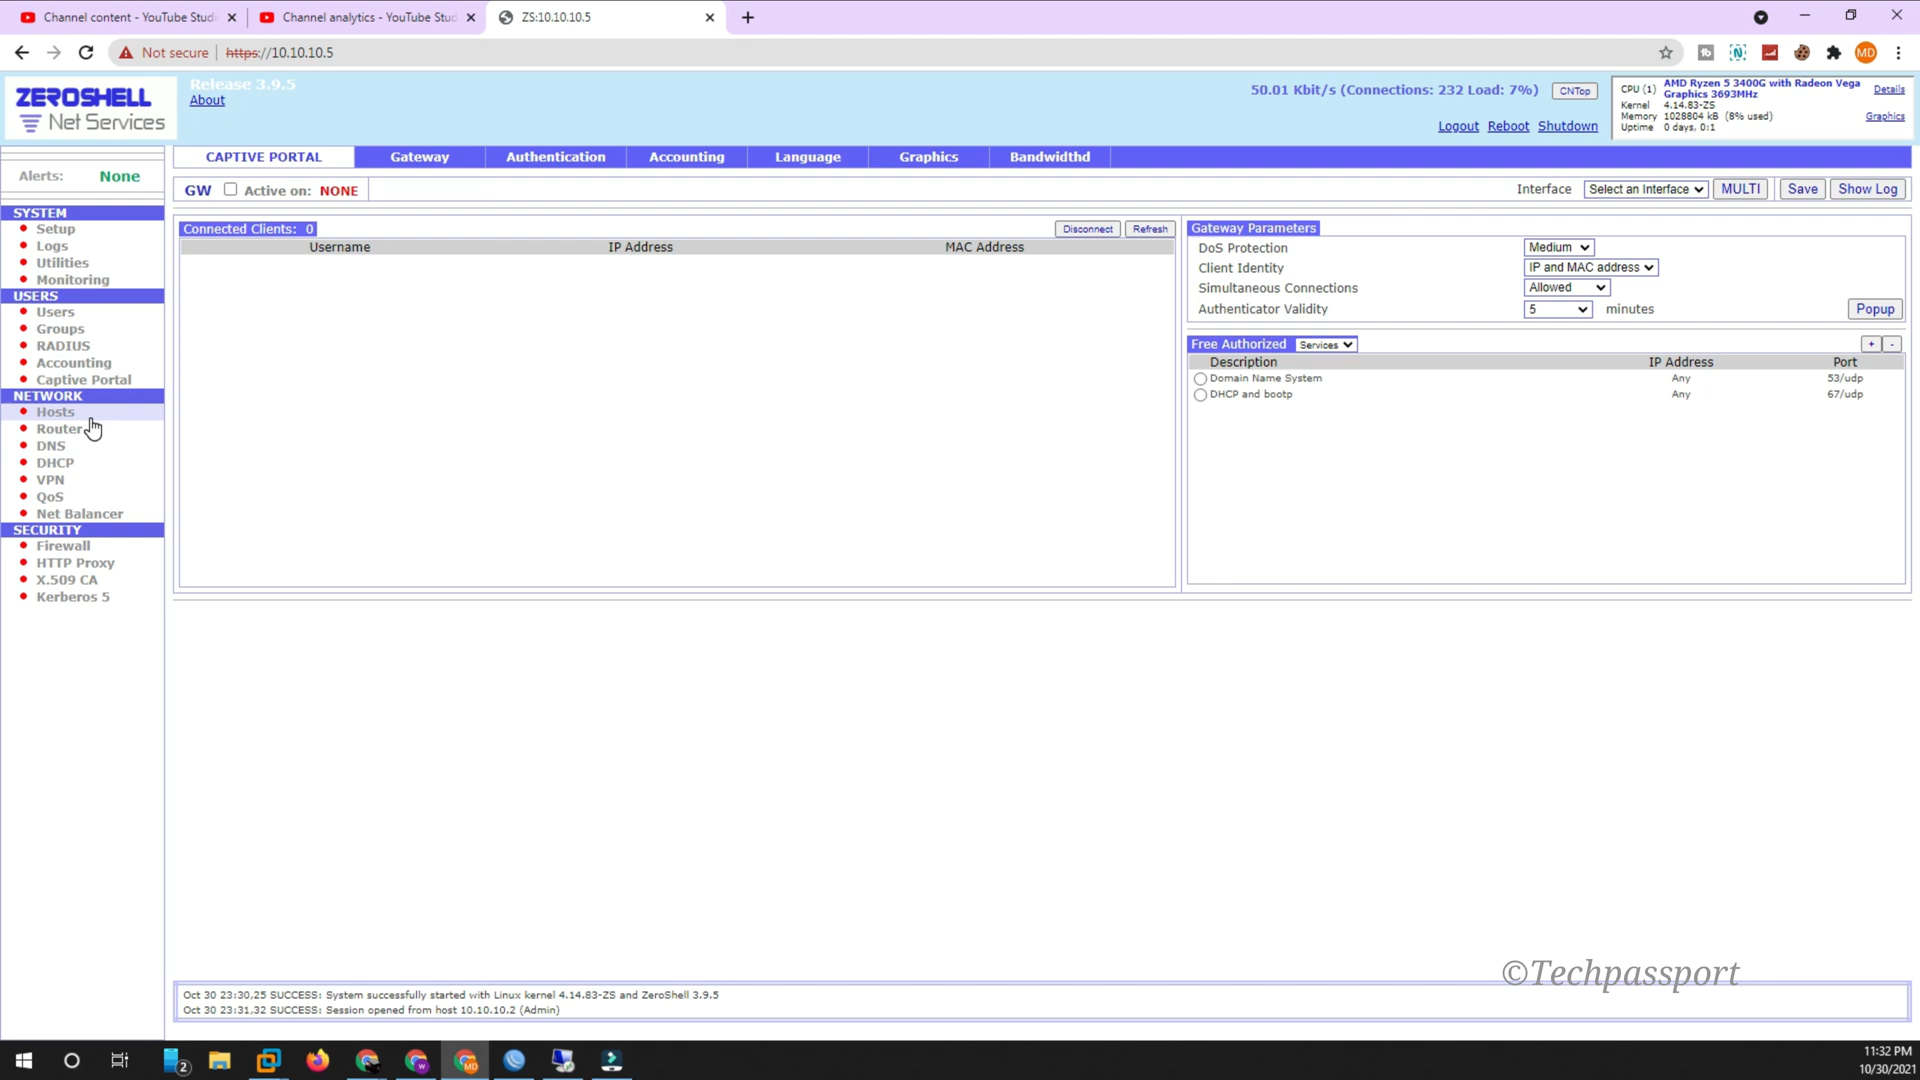 Channel content - YouTube Studi
Channel analytics - YouTube Stud
ZS:10.10.10.5
Not secure
https://10.10.10.5
MD
ZEROSHELL
Net Services
Release 3.9.5
About
50.01 Kbit/s (Connections: 232 Load: 7%)
CNTop
Logout Reboot Shutdown
CPU (1) AMD Ryzen 5 3400G with Radeon Vega Graphics 3693MHz
Details
Kernel 4.14.83-ZS
Memory 1028804 kB (8% used)
Graphics
Uptime 0 days, 0:1
CAPTIVE PORTAL Gateway Authentication Accounting Language Graphics Bandwidthd
Alerts: None
GW Active on: NONE
Interface Select an Interface MULTI Save Show Log
SYSTEM
Setup
Logs
Utilities
Monitoring
USERS
Users
Groups
RADIUS
Accounting
Captive Portal
NETWORK
Hosts
Router
DNS
DHCP
VPN
QoS
Net Balancer
SECURITY
Firewall
HTTP Proxy
X.509 CA
Kerberos 5
Connected Clients: 0
Disconnect Refresh
Username IP Address MAC Address
Gateway Parameters
DoS Protection Medium
Client Identity IP and MAC address
Simultaneous Connections Allowed
Authenticator Validity 5 minutes Popup
Free Authorized Services + -
Description IP Address Port
Domain Name System Any 53/udp
DHCP and bootp Any 67/udp
©Techpassport
Oct 30 23:30,25 SUCCESS: System successfully started with Linux kernel 4.14.83-ZS and ZeroShell 3.9.5
Oct 30 23:31,32 SUCCESS: Session opened from host 10.10.10.2 (Admin)
2
W
MD
11:32 PM
10/30/2021